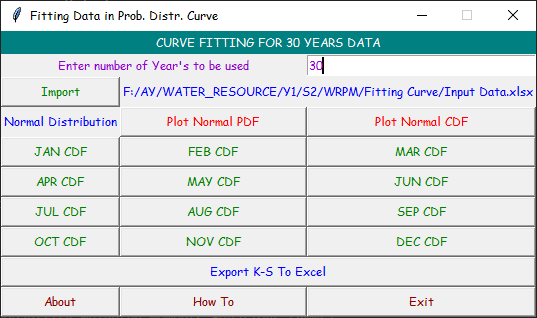 Fitting Data in Prob. Distr. Curve
CURVE FITTING FOR 30 YEARS DATA
Enter number of Year's to be used 30
Import F:/AY/WATER_RESOURCE/Y1/S2/WRPM/Fitting Curve/Input Data.xlsx
Normal Distribution Plot Normal PDF Plot Normal CDF
JAN CDF FEB CDF MAR CDF
APR CDF MAY CDF JUN CDF
JUL CDF AUG CDF SEP CDF
OCT CDF NOV CDF DEC CDF
Export K-S To Excel
About How To Exit